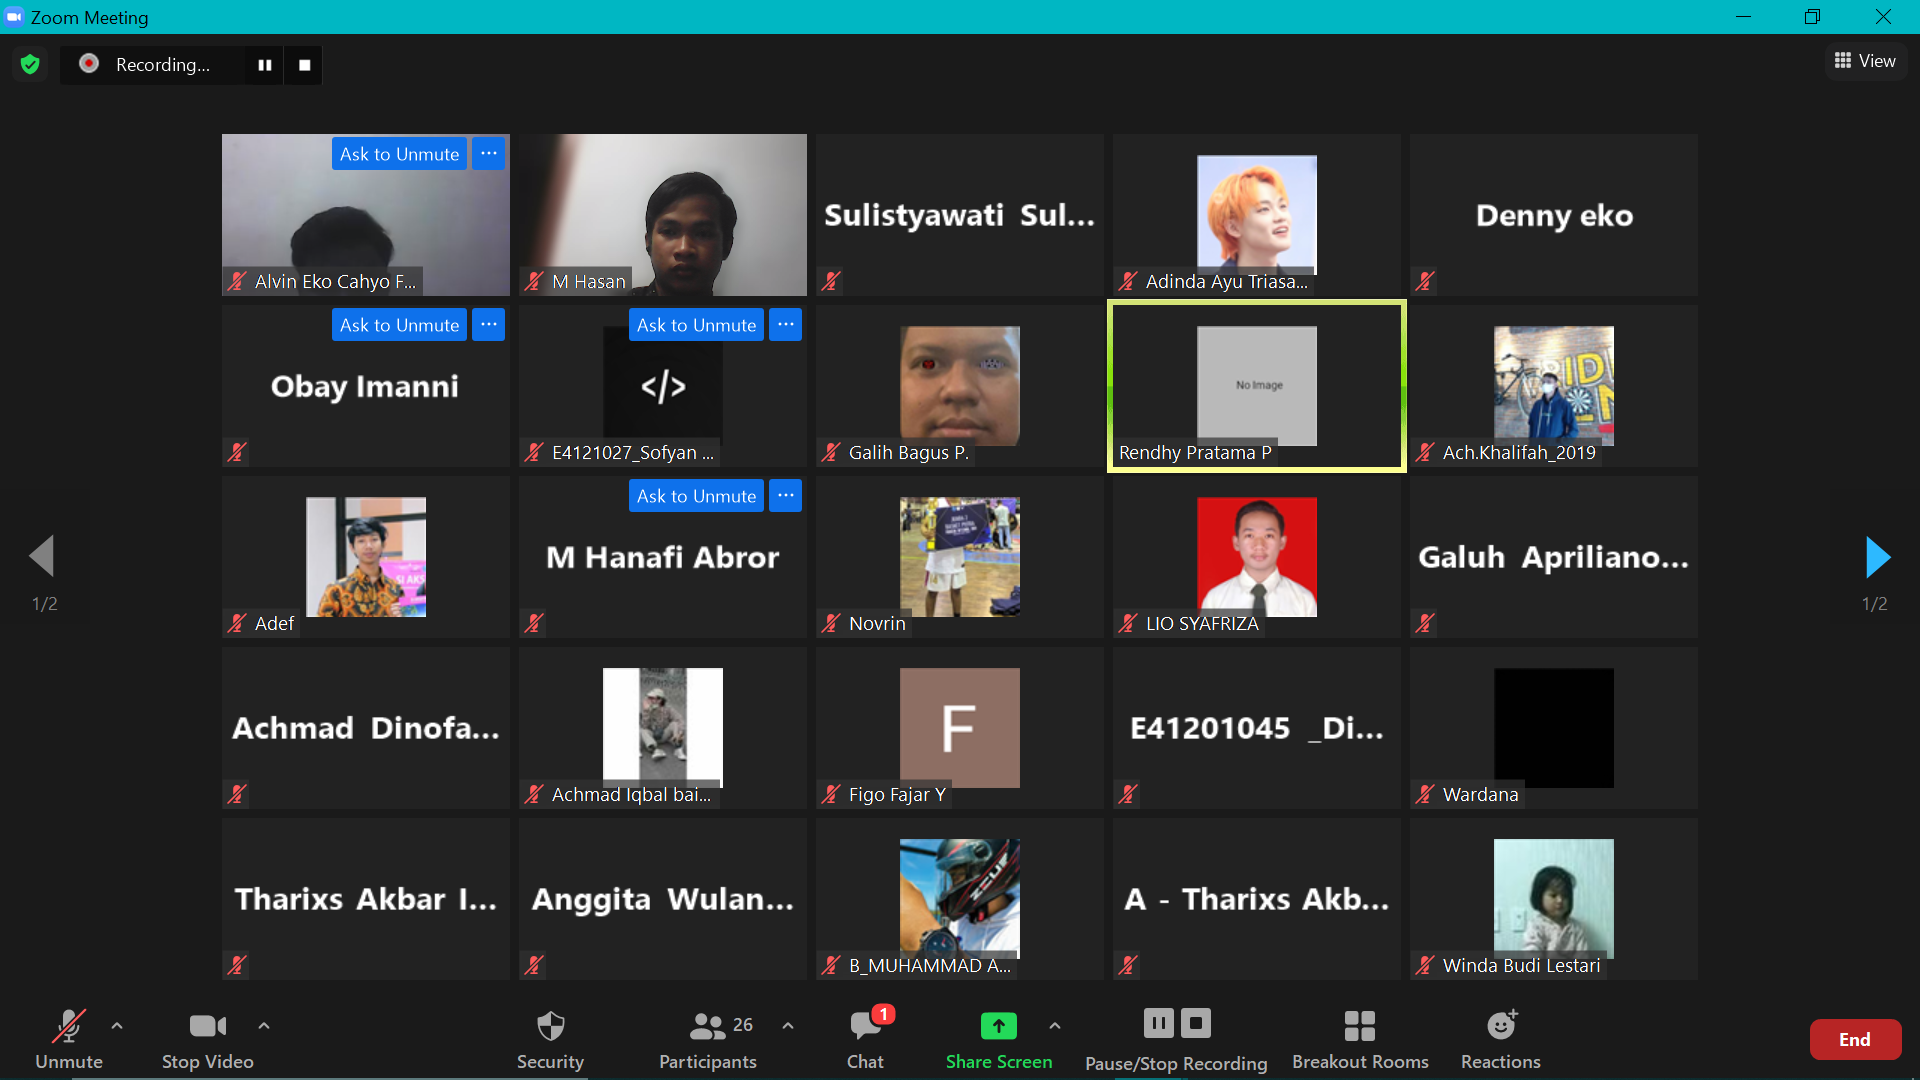 Zoom Meeting
Recording...
View
Ask to Unmute ...
Alvin Eko Cahyo F...
M Hasan
Sulistyawati Sul...
Adinda Ayu Triasa...
Denny eko
Ask to Unmute ...
Obay Imanni
Ask to Unmute ...
</>
E4121027_Sofyan ...
Galih Bagus P.
No Image
Rendhy Pratama P
Ach.Khalifah_2019
Adef
Ask to Unmute ...
M Hanafi Abror
Novrin
LIO SYAFRIZA
Galuh Apriliano...
1/2
1/2
Achmad Dinofa...
Achmad Iqbal bai...
F
Figo Fajar Y
E41201045 _Di...
Wardana
Tharixs Akbar I...
Anggita Wulan...
B_MUHAMMAD A...
A - Tharixs Akb...
Winda Budi Lestari
Unmute
Stop Video
Security
26
Participants
1
Chat
Share Screen
Pause/Stop Recording
Breakout Rooms
Reactions
End